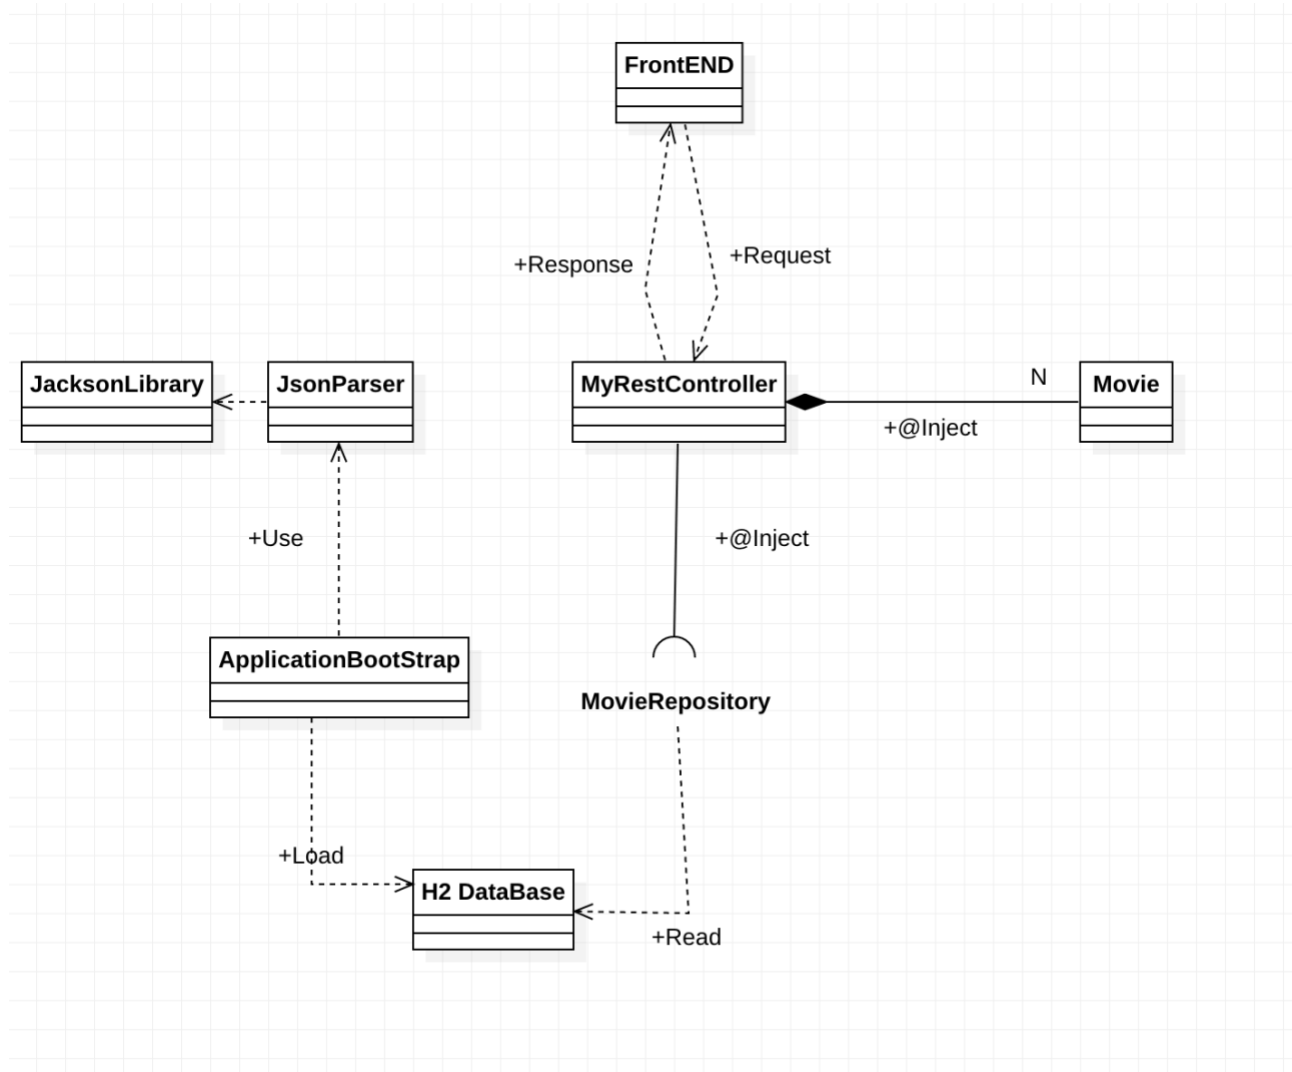 FrontEND
+Response
+Request
JacksonLibrary
JsonParser
MyRestController
N
Movie
+@Inject
+Use
+@Inject
ApplicationBootStrap
MovieRepository
+Load
H2 DataBase
+Read